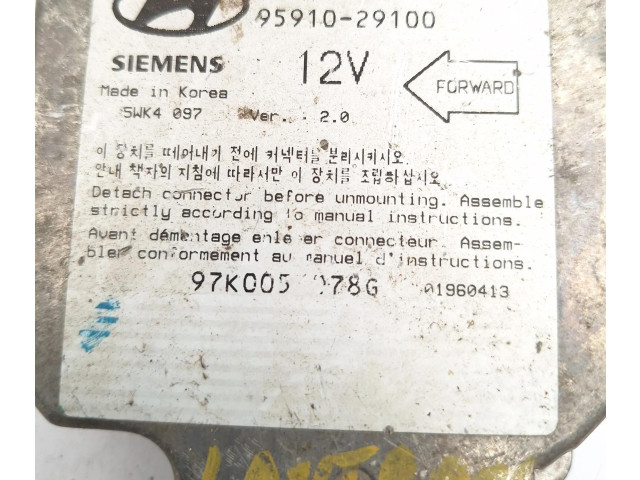 95910-29100
SIEMENS 12V
FORWARD
Made in Korea
5WK4 097 Ver. 2.0
이 장치를 떼어내기 전에 커넥터를 분리시키시오.
안내 책자의 지침에 따라서만 이 장치를 조립하십시오.
Detach connector before unmounting. Assemble
strictly according to manual instructions.
Avant démontage enlever connecteur. Assem-
bler conformement au manuel d'instructions.
97K005 078G 01960413